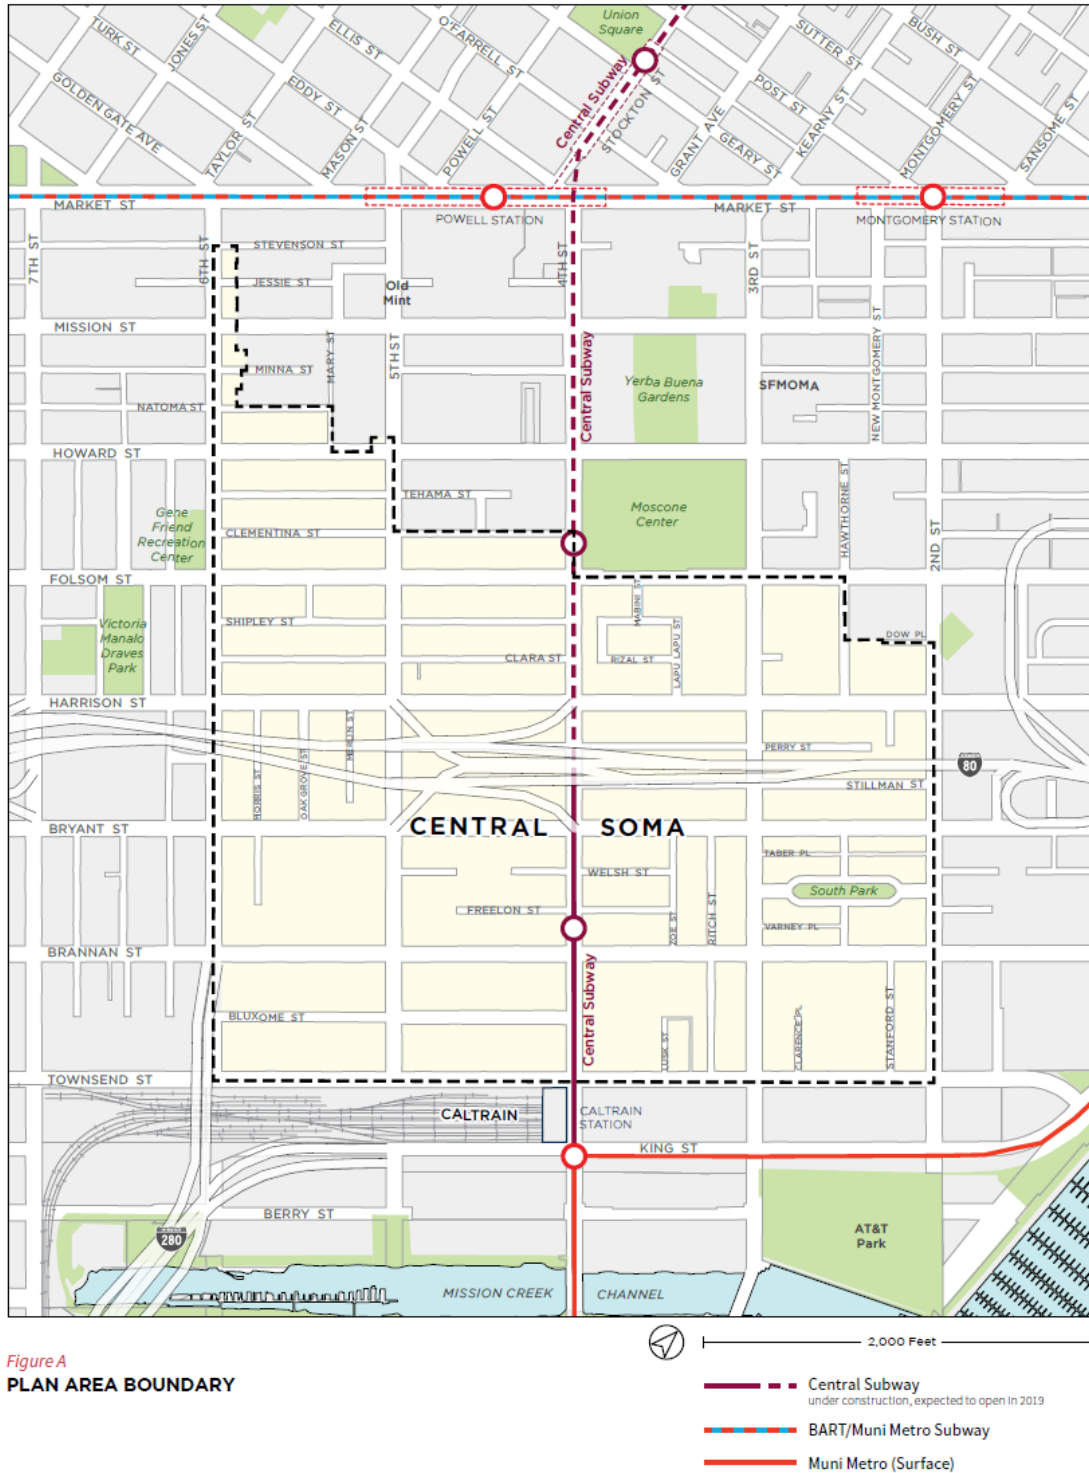 Union
Square
TURK ST
JONES ST
ELLIS ST
O'FARRELL ST
SUTTER ST
BUSH ST
GOLDEN GATE AVE
EDDY ST
Central Subway
STOCKTON ST
POST ST
TAYLOR ST
MASON ST
POWELL ST
GRANT AVE
GEARY ST
KEARNY ST
MONTGOMERY ST
SANSOME ST
MARKET ST
POWELL STATION
MARKET ST
MONTGOMERY STATION
7TH ST
6TH ST
STEVENSON ST
4TH ST
3RD ST
JESSIE ST
Old
Mint
MISSION ST
MARY ST
5TH ST
Central Subway
NEW MONTGOMERY ST
MINNA ST
Yerba Buena
Gardens
SFMOMA
NATOMA ST
HOWARD ST
TEHAMA ST
Moscone
Center
HAWTHORNE ST
2ND ST
Gene
Friend
Recreation
Center
CLEMENTINA ST
FOLSOM ST
MABINI ST
Victoria
Manalo
Draves
Park
SHIPLEY ST
LAPU LAPU ST
DOW PL
CLARA ST
RIZAL ST
HARRISON ST
MERLIN ST
PERRY ST
80
MORRIS ST
OAK GROVE ST
STILLMAN ST
BRYANT ST
CENTRAL SOMA
TABER PL
WELSH ST
South Park
FREELON ST
ZOE ST
RITCH ST
VARNEY PL
BRANNAN ST
Central Subway
BLUXOME ST
LUSK ST
CLARENCE PL
STANFORD ST
TOWNSEND ST
CALTRAIN
CALTRAIN
STATION
KING ST
BERRY ST
280
AT&T
Park
MISSION CREEK CHANNEL
2,000 Feet
Figure A
PLAN AREA BOUNDARY
Central Subway
under construction, expected to open in 2019
BART/Muni Metro Subway
Muni Metro (Surface)